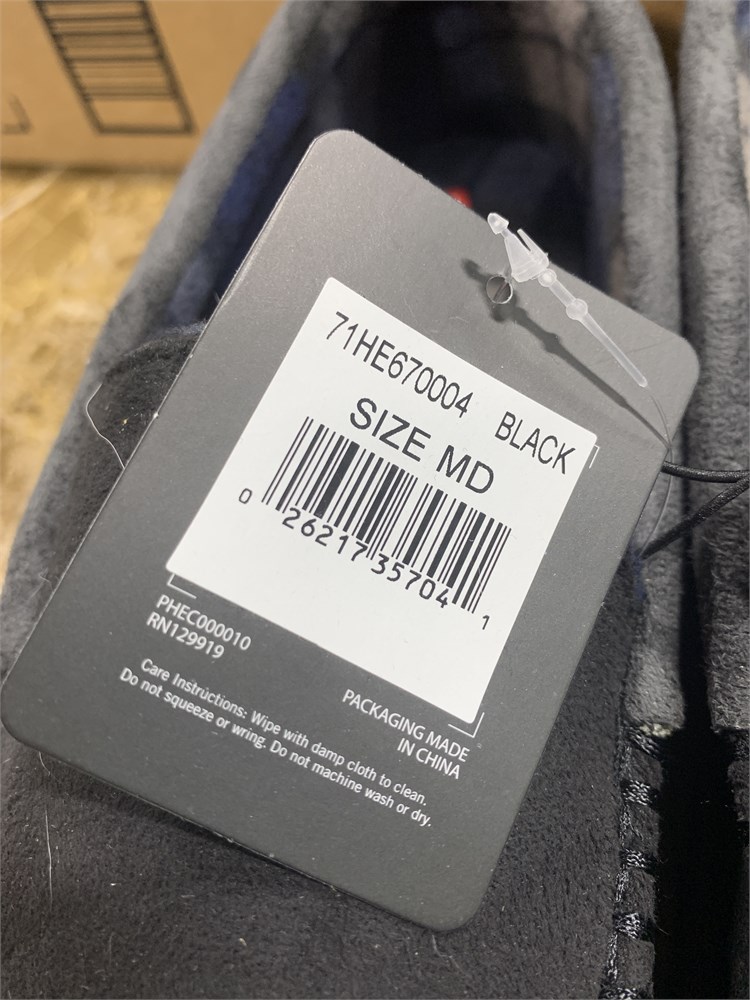 71HE670004 BLACK
SIZE MD
0 26217 35704 1
PHEC000010
RN129919
PACKAGING MADE
IN CHINA
Care Instructions: Wipe with damp cloth to clean.
Do not squeeze or wring. Do not machine wash or dry.